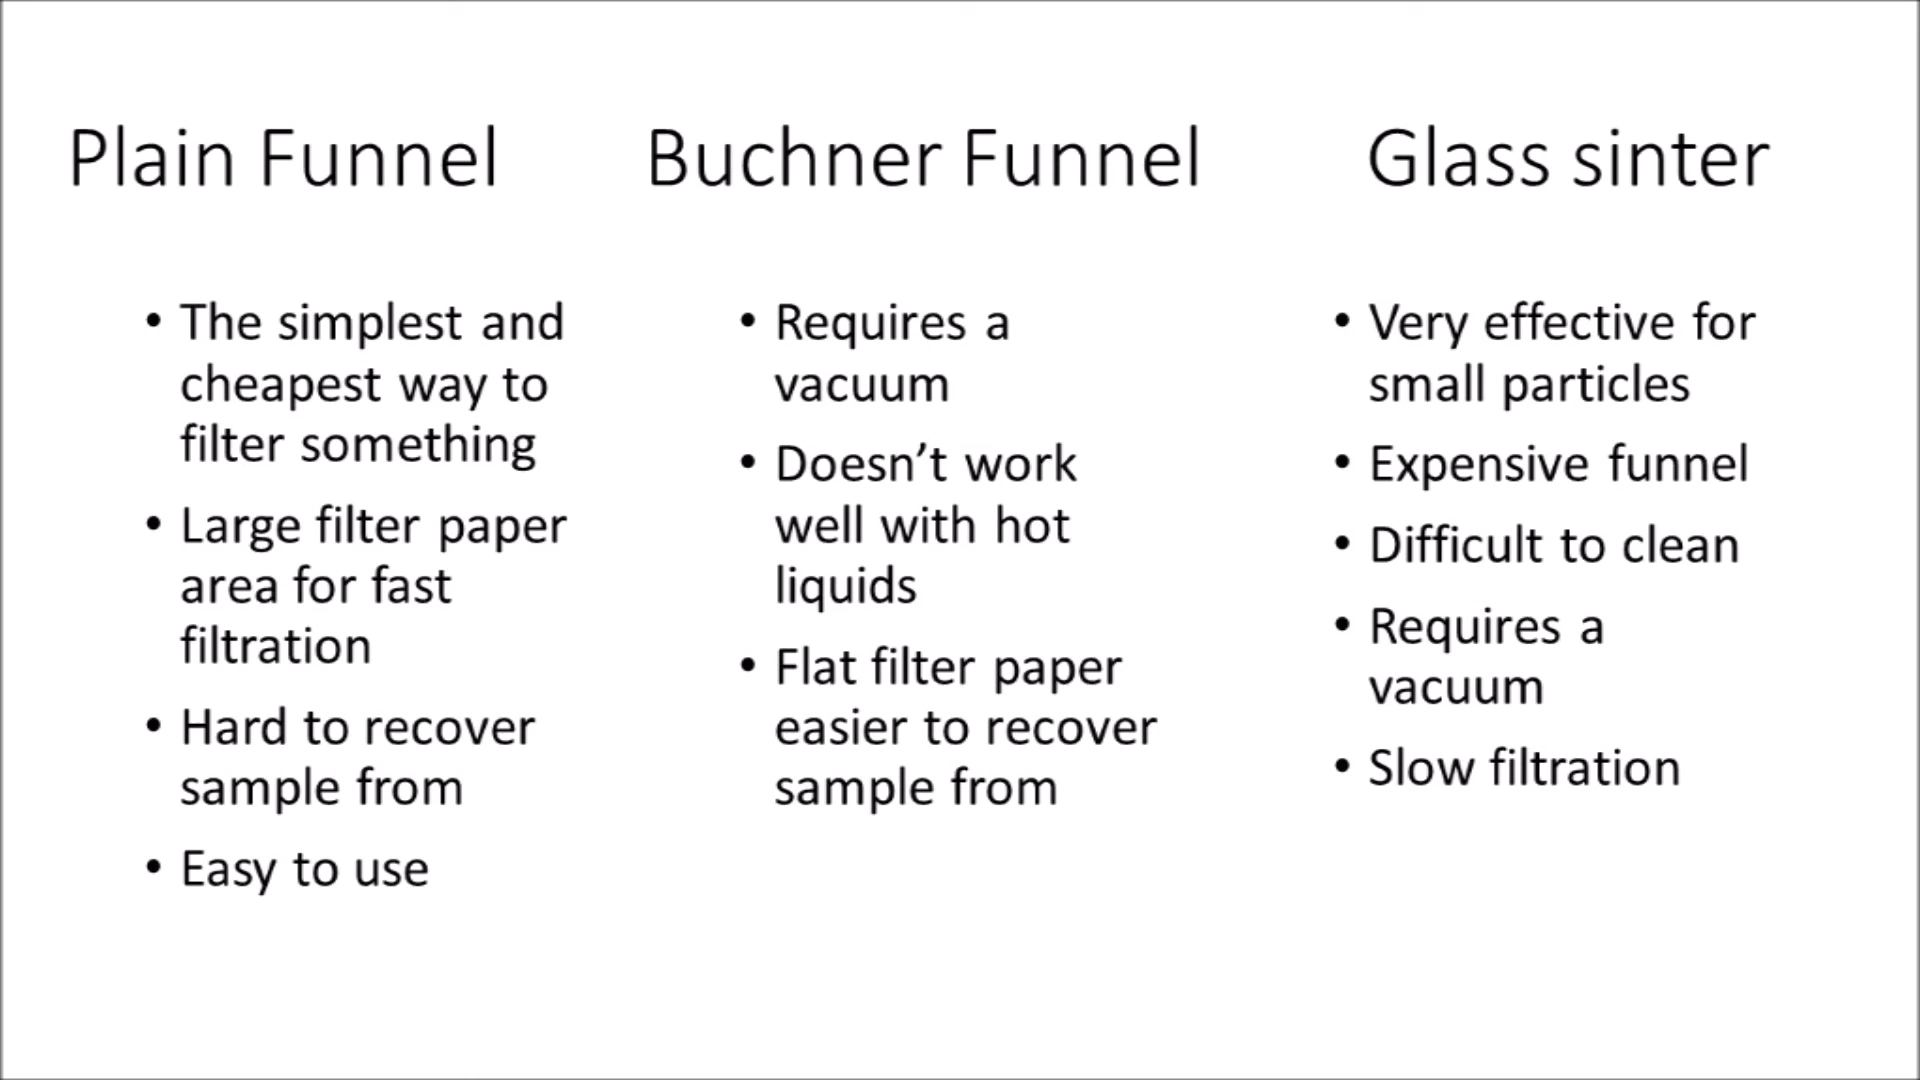 Plain Funnel
• The simplest and
cheapest way to
filter something
• Large filter paper
area for fast
filtration
• Hard to recover
sample from
• Easy to use
Buchner Funnel
• Requires a
vacuum
• Doesn’t work
well with hot
liquids
• Flat filter paper
easier to recover
sample from
Glass sinter
• Very effective for
small particles
• Expensive funnel
• Difficult to clean
• Requires a
vacuum
• Slow filtration